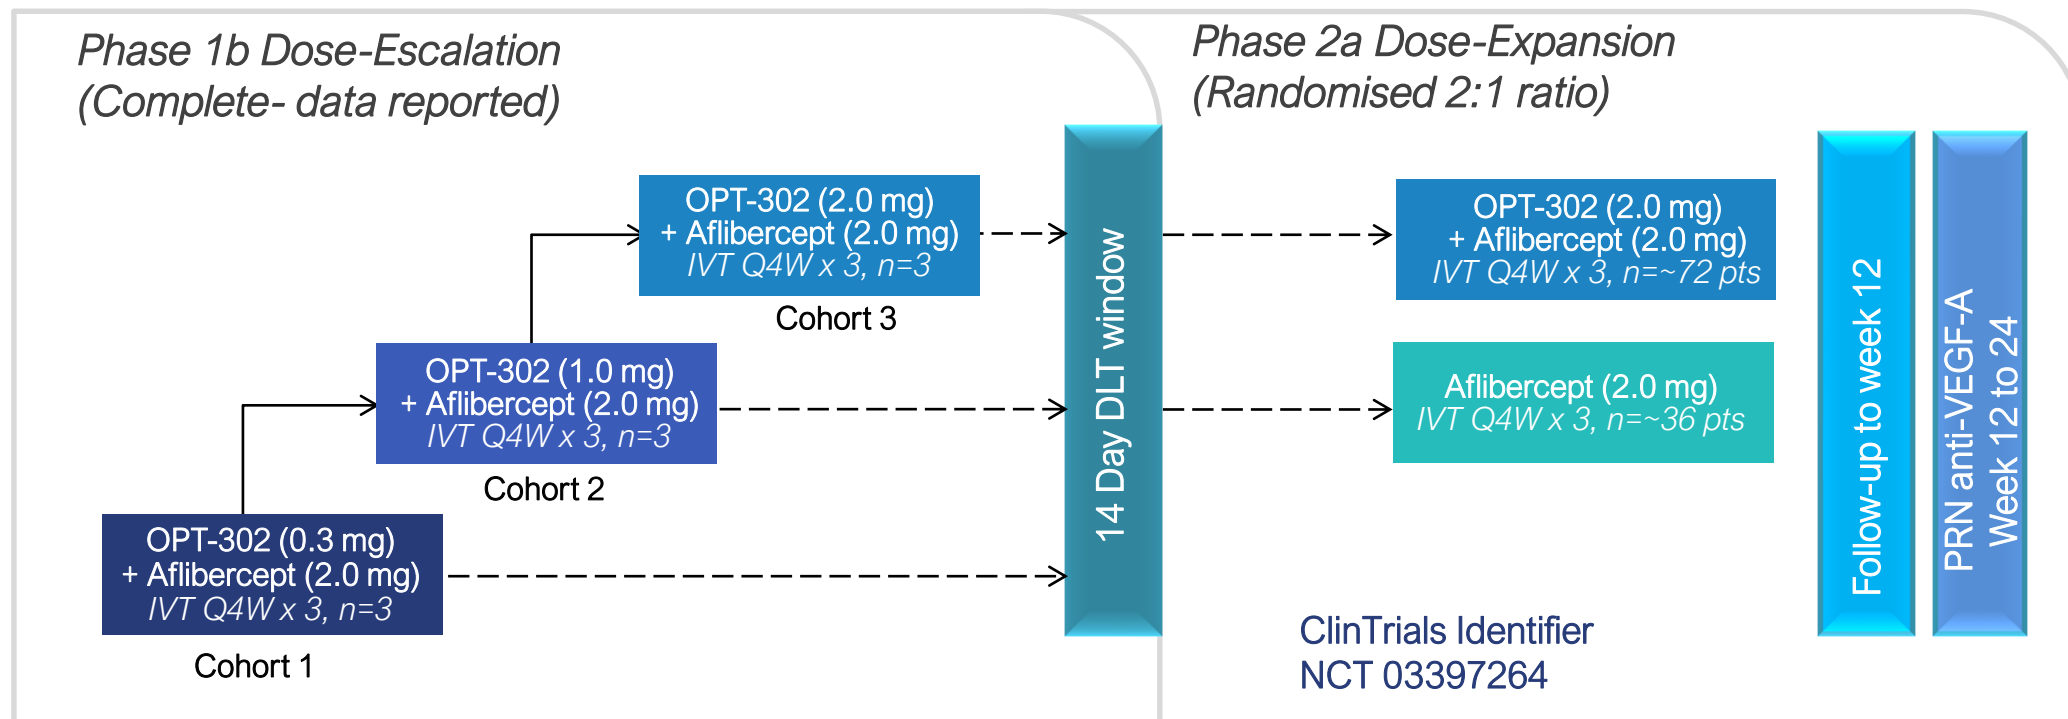 Phase 1b Dose-Escalation
(Complete- data reported)
Phase 2a Dose-Expansion
(Randomised 2:1 ratio)
OPT-302 (2.0 mg)
+ Aflibercept (2.0 mg)
IVT Q4W x 3, n=3
Cohort 3
OPT-302 (1.0 mg)
+ Aflibercept (2.0 mg)
IVT Q4W x 3, n=3
Cohort 2
OPT-302 (0.3 mg)
+ Aflibercept (2.0 mg)
IVT Q4W x 3, n=3
Cohort 1
14 Day DLT window
OPT-302 (2.0 mg)
+ Aflibercept (2.0 mg)
IVT Q4W x 3, n=~72 pts
Aflibercept (2.0 mg)
IVT Q4W x 3, n=~36 pts
ClinTrials Identifier
NCT 03397264
Follow-up to week 12
PRN anti-VEGF-A
Week 12 to 24